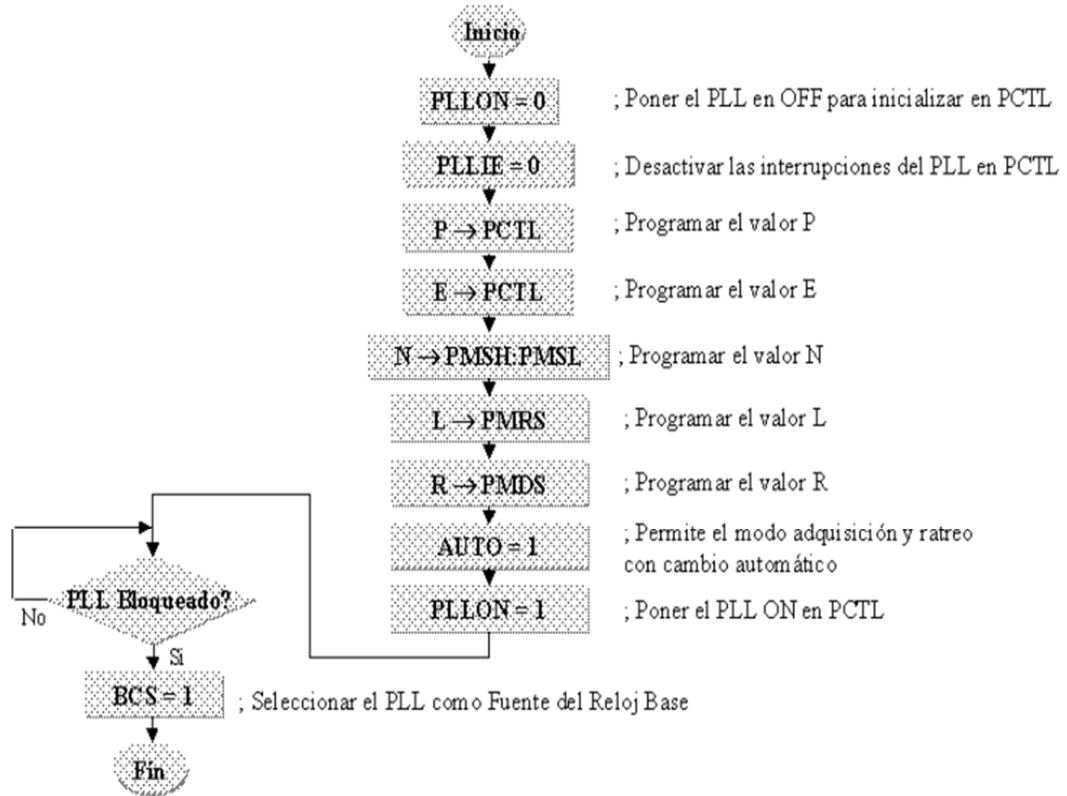 Inicio
PLLON = 0 ; Poner el PLL en OFF para inicializar en PCTL
PLLIE = 0 ; Desactivar las interrupciones del PLL en PCTL
P → PCTL ; Programar el valor P
E → PCTL ; Programar el valor E
N → PMSH:PMSL ; Programar el valor N
L → PMRS ; Programar el valor L
R → PMDS ; Programar el valor R
AUTO = 1 ; Permite el modo adquisición y ratreo
con cambio automático
PLLON = 1 ; Poner el PLL ON en PCTL
PLL Bloqueado?
No
Si
BCS = 1 ; Seleccionar el PLL como Fuente del Reloj Base
Fin